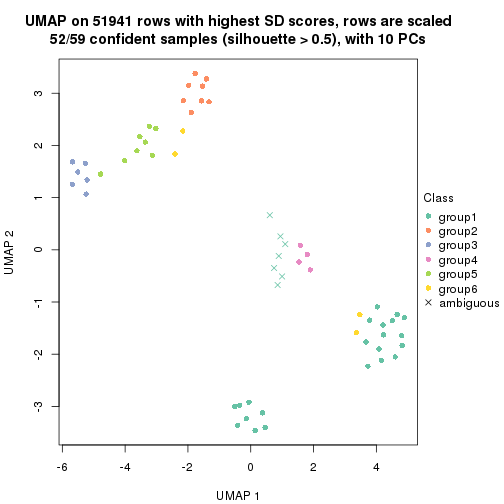 UMAP on 51941 rows with highest SD scores, rows are scaled
52/59 confident samples (silhouette > 0.5), with 10 PCs
3
2
1
0
-1
-2
-3
UMAP 2
-6
-4
-2
0
2
4
UMAP 1
Class
group1
group2
group3
group4
group5
group6
ambiguous